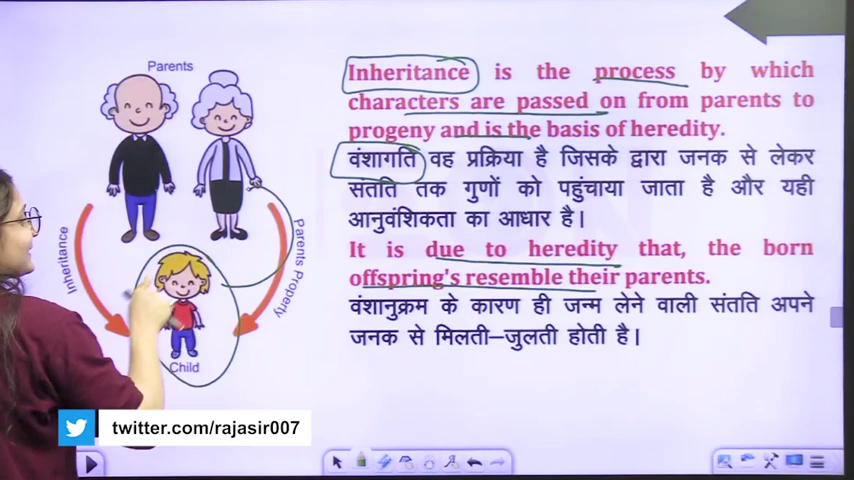 Parents
Inheritance
Parents Property
Child
Inheritance is the process by which
characters are passed on from parents to
progeny and is the basis of heredity.
वंशागति वह प्रक्रिया है जिसके द्वारा जनक से लेकर
संतति तक गुणों को पहुंचाया जाता है और यही
आनुवंशिकता का आधार है।
It is due to heredity that, the born
offspring's resemble their parents.
वंशानुक्रम के कारण ही जन्म लेने वाली संतति अपने
जनक से मिलती–जुलती होती है।
twitter.com/rajasir007